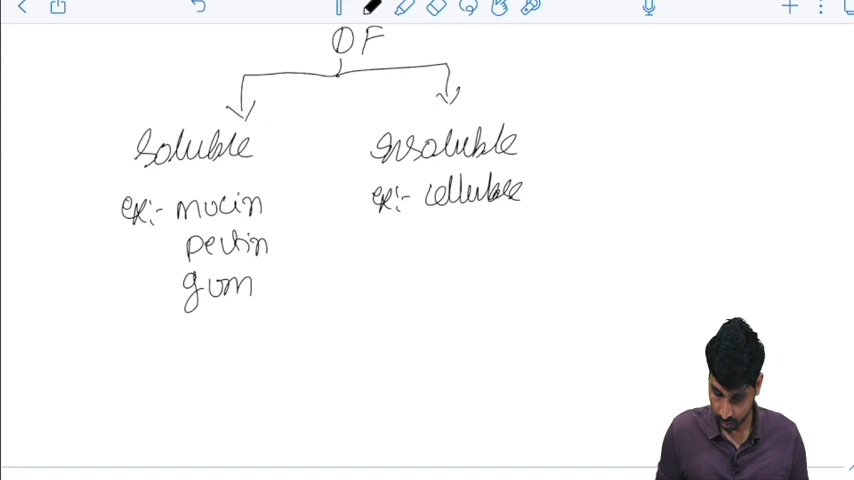 DF
Soluble
Insoluble
ex:- mucin
ex:- cellulose
pectin
gum